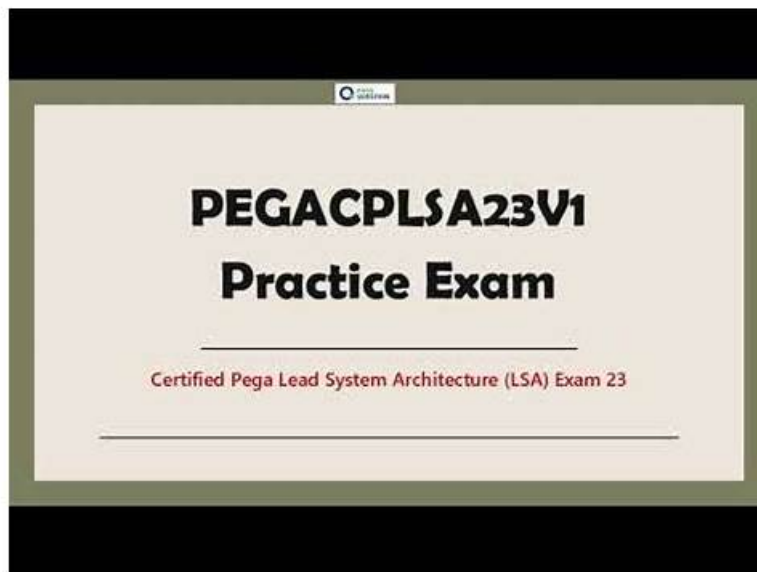 PEGACPLSA23V1
Practice Exam
Certified Pega Lead System Architecture (LSA) Exam 23